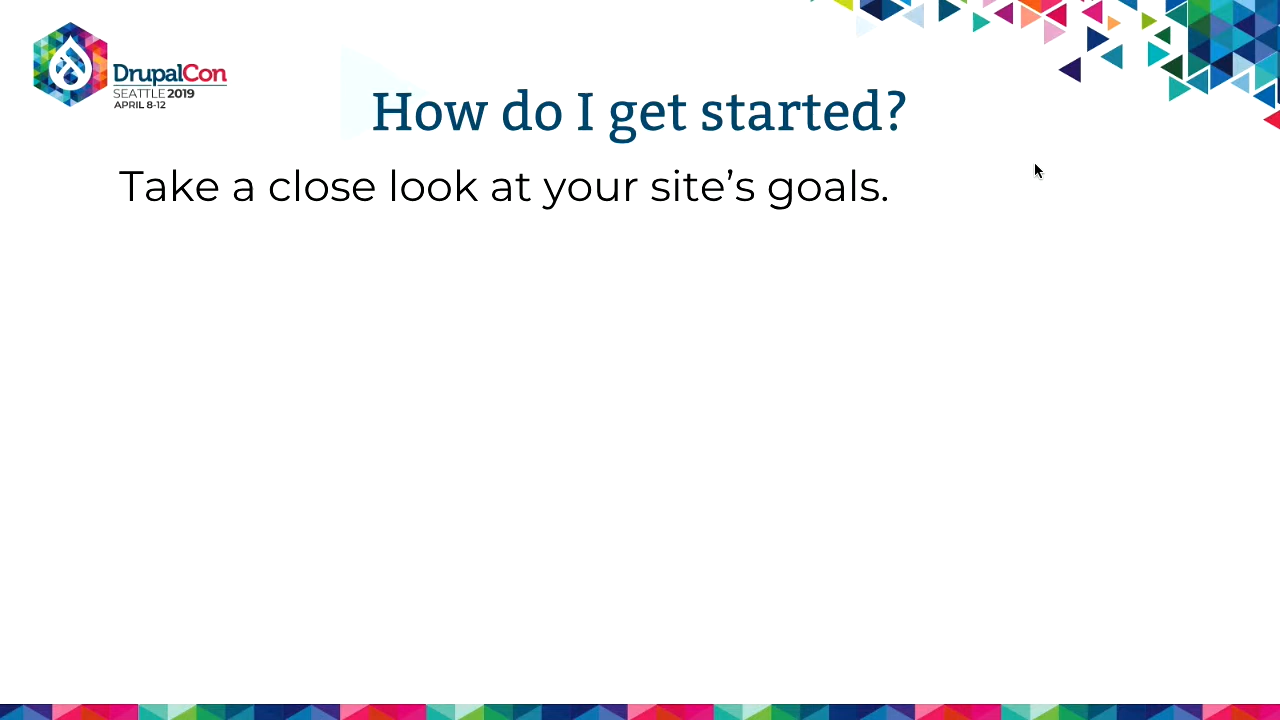 DrupalCon
SEATTLE 2019
APRIL 8-12
How do I get started?
Take a close look at your site’s goals.